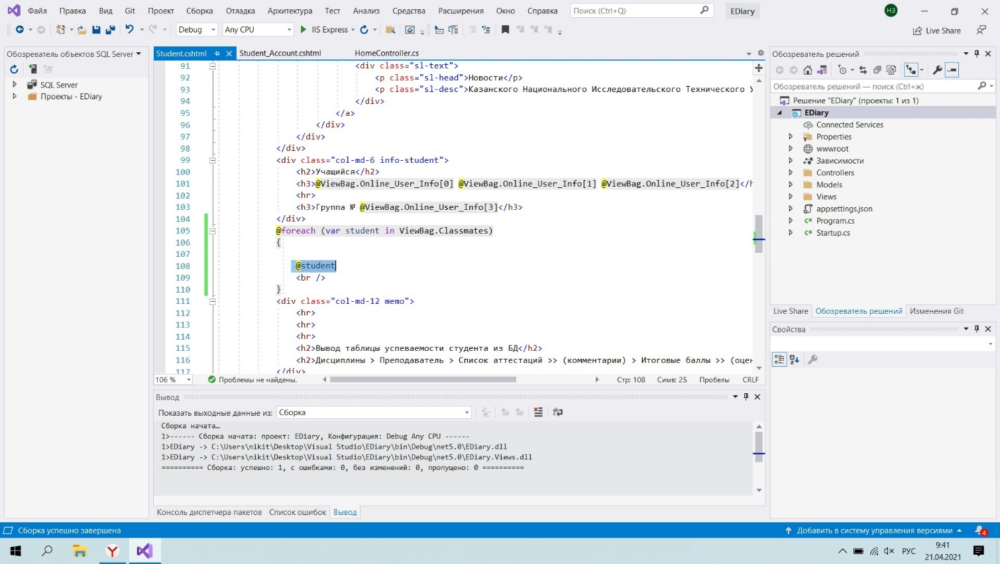 Файл Правка Вид Git Проект Сборка Отладка Архитектура Тест Анализ Средства Расширения Окно Справка Поиск (Ctrl+Q) EDiary НЗ
Debug Any CPU IIS Express Live Share
Обозреватель объектов SQL Server
SQL Server
Проекты - EDiary
Student.cshtml Student_Account.cshtml HomeController.cs
91 <div class="sl-text">
92 <p class="sl-head">Новости</p>
93 <p class="sl-desc">Казанского Национального Исследовательского Технического У
94 </div>
95 </a>
96 </div>
97 </div>
98 </div>
99 <div class="col-md-6 info-student">
100 <h2>Учащийся</h2>
101 <h3>@ViewBag.Online_User_Info[0] @ViewBag.Online_User_Info[1] @ViewBag.Online_User_Info[2]</h
102 <hr>
103 <h3>Группа № @ViewBag.Online_User_Info[3]</h3>
104 </div>
105 @foreach (var student in ViewBag.Classmates)
106 {
107
108 @student
109 <br />
110 }
111 <div class="col-md-12 memo">
112 <hr>
113 <hr>
114 <hr>
115 <h2>Вывод таблицы успеваемости студента из БД</h2>
116 <h2>Дисциплины > Преподаватель > Список аттестаций >> (комментарии) > Итоговые баллы >> (оцен
117 </div>
106 % Проблемы не найдены. Стр: 108 Симв: 25 Пробелы CRLF
Вывод
Показать выходные данные из: Сборка
Сборка начата…
1>------ Сборка начата: проект: EDiary, Конфигурация: Debug Any CPU ------
1>EDiary -> C:\Users\nikit\Desktop\Visual Studio\EDiary\bin\Debug\net5.0\EDiary.dll
1>EDiary -> C:\Users\nikit\Desktop\Visual Studio\EDiary\bin\Debug\net5.0\EDiary.Views.dll
========== Сборка: успешно: 1, с ошибками: 0, без изменений: 0, пропущено: 0 ==========
Консоль диспетчера пакетов Список ошибок Вывод
Обозреватель решений
Обозреватель решений — поиск (Ctrl+ж)
Решение "EDiary" (проекты: 1 из 1)
EDiary
Connected Services
Properties
wwwroot
Зависимости
Controllers
Models
Views
appsettings.json
C# Program.cs
C# Startup.cs
Live Share Обозреватель решений Изменения Git
Свойства
Сборка успешно завершена Добавить в систему управления версиями 4
РУС 9:41
21.04.2021